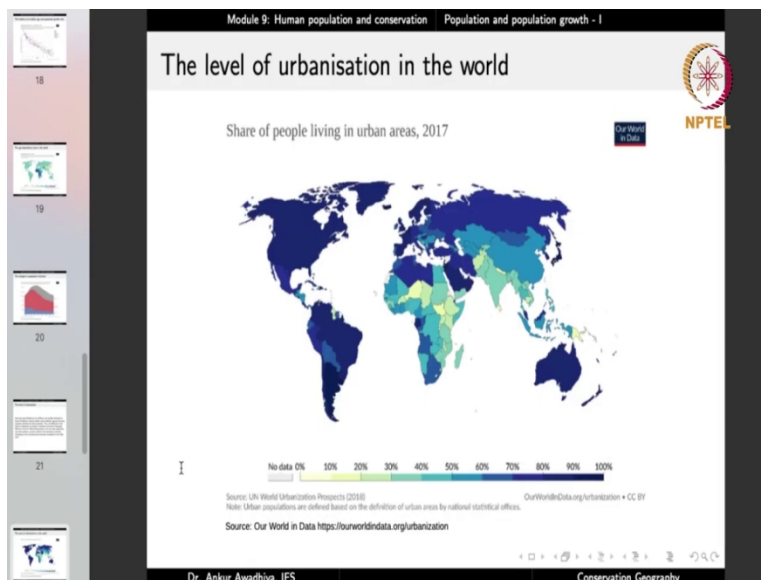 Module 9: Human population and conservation Population and population growth - I
The level of urbanisation in the world
NPTEL
Share of people living in urban areas, 2017
Our World
in Data
No data 0% 10% 20% 30% 40% 50% 60% 70% 80% 90% 100%
Source: UN World Urbanization Prospects (2018)
OurWorldInData.org/urbanization • CC BY
Note: Urban populations are defined based on the definition of urban areas by national statistical offices.
Source: Our World in Data https://ourworldindata.org/urbanization
Dr. Ankur Awadhiya, IFS Conservation Geography
18
19
20
21